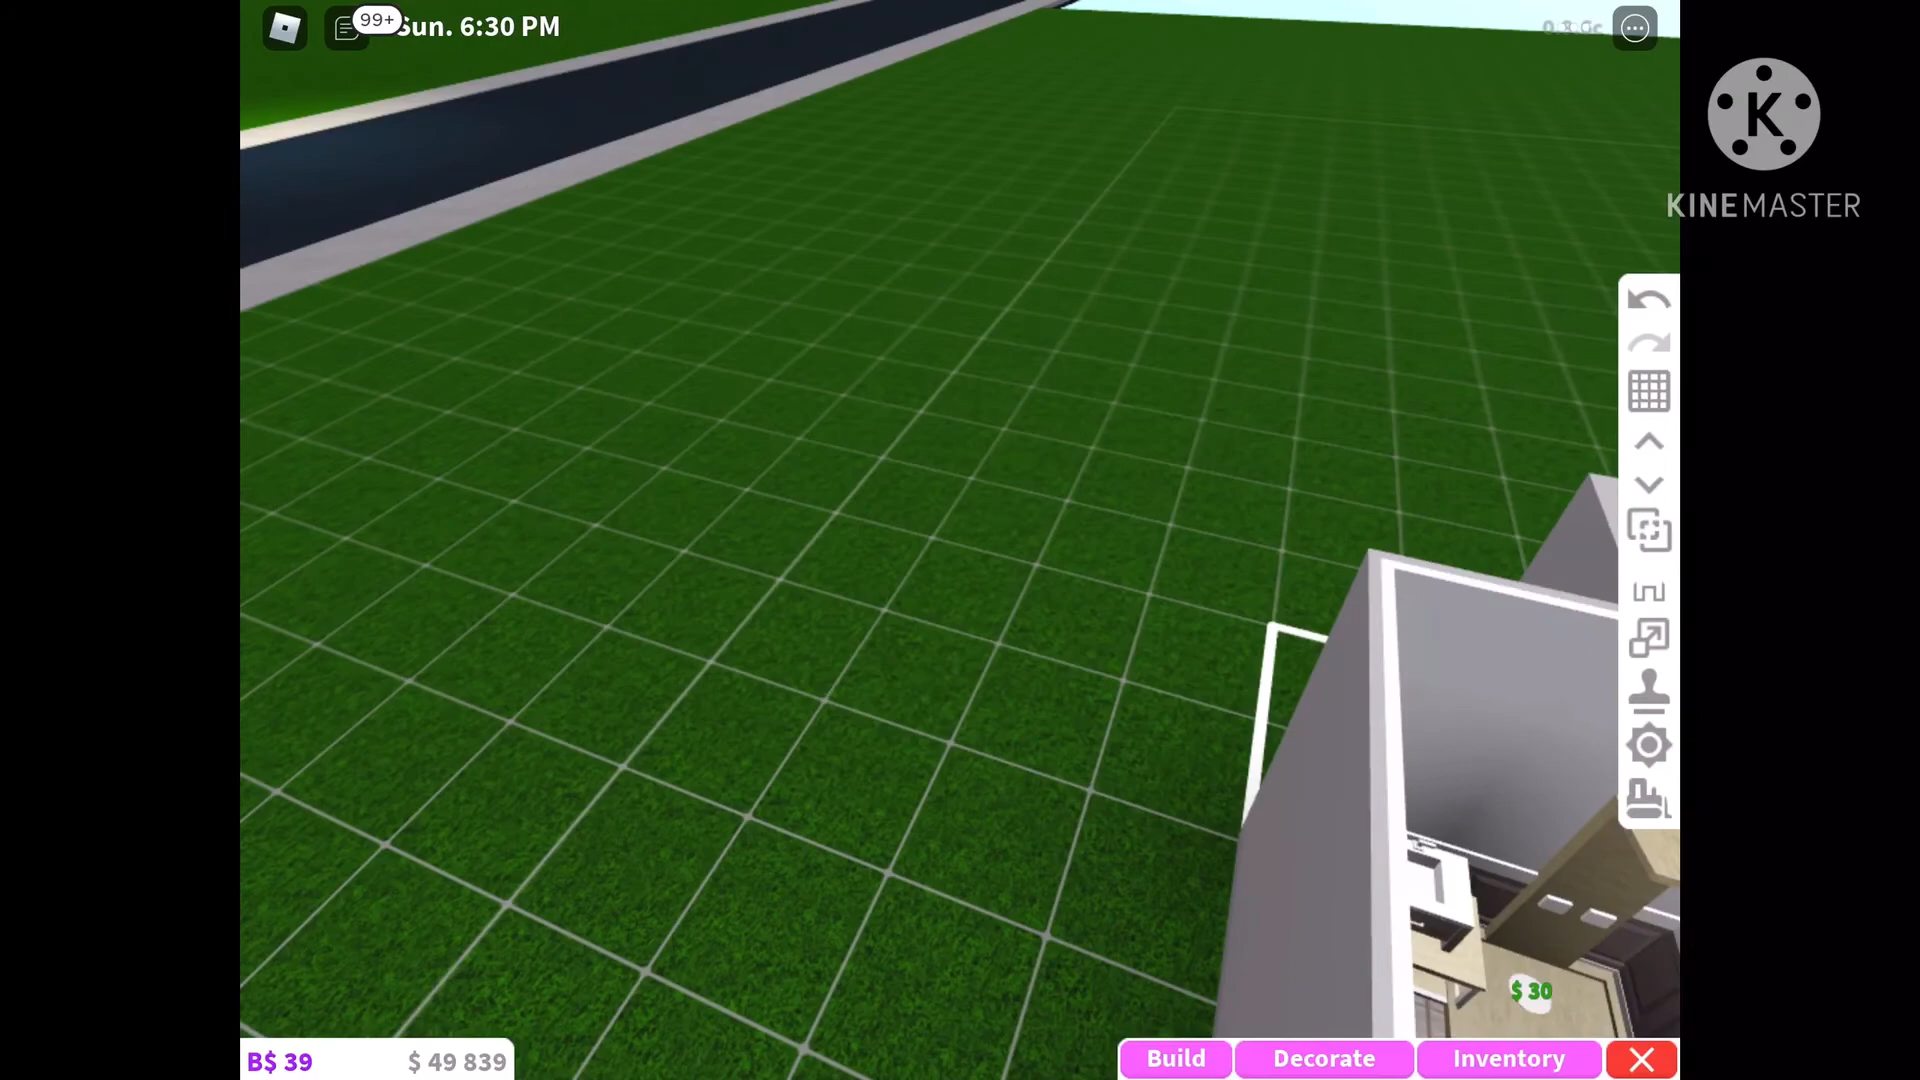 99+
Sun. 6:30 PM
K
KINEMASTER
$ 30
B$ 39
$ 49 839
Build
Decorate
Inventory